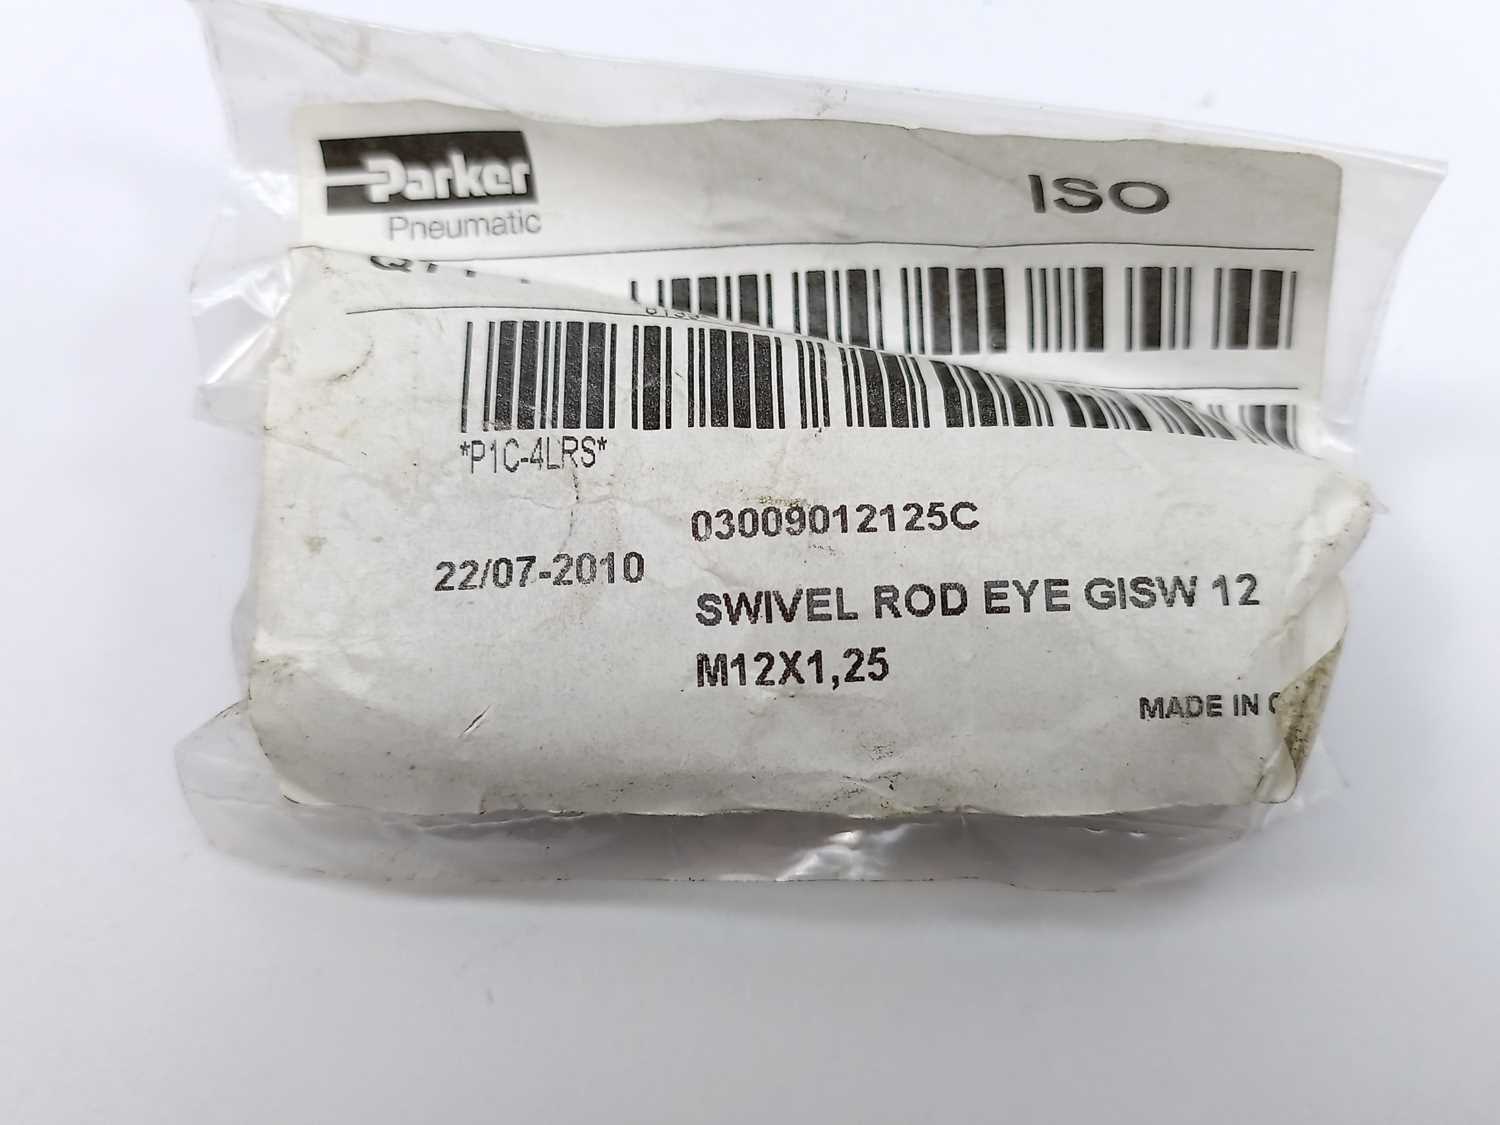 Parker
Pneumatic
ISO
*P1C-4LRS*
03009012125C
22/07-2010
SWIVEL ROD EYE GISW 12
M12X1,25
MADE IN